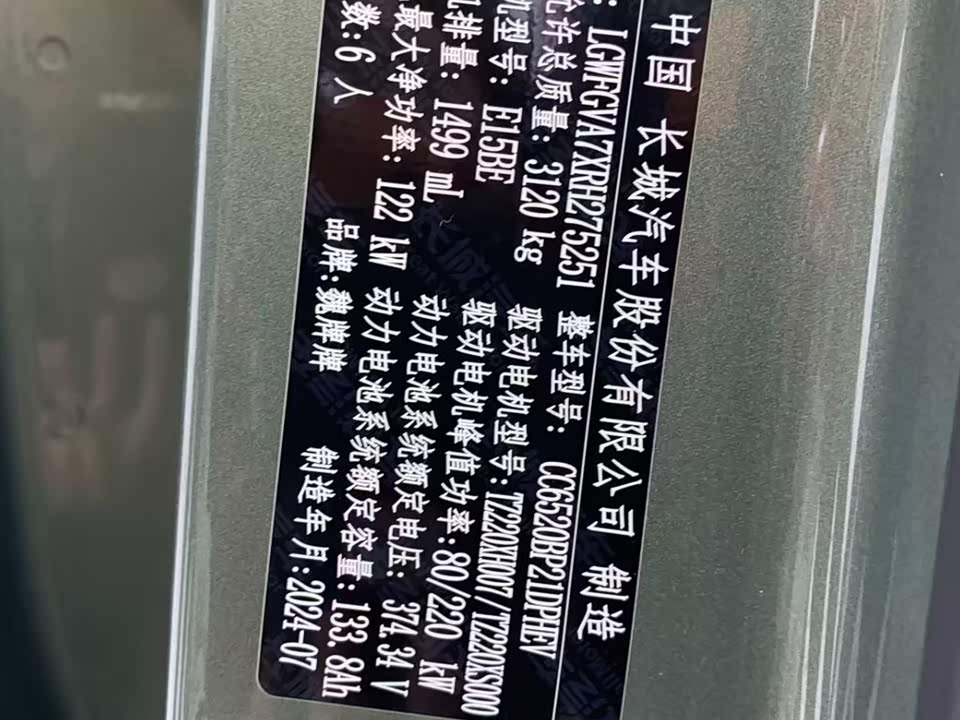 中国 长城汽车股份有限公司 制造
: LGWFGVA7XRH275251 整车型号: CC6520BP21DPHEV
允许总质量: 3120 kg 驱动电机型号: TZ220XH007/TZ220XS000
机型号: E15BE 驱动电机峰值功率: 80/220 kW
机排量: 1499 mL 动力电池系统额定电压: 374.34 V
最大净功率: 122 kW 动力电池系统额定容量: 133.8Ah
数: 6 人 品牌: 魏牌牌 制造年月: 2024-07